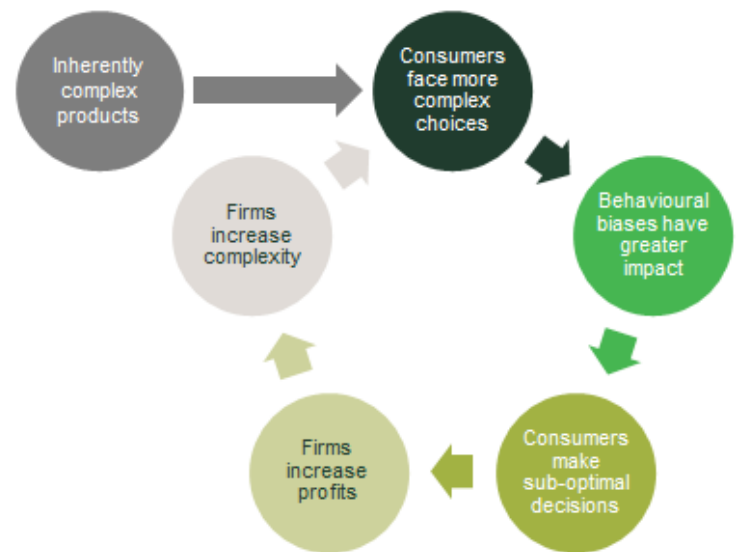 Inherently
complex
products
Consumers
face more
complex
choices
Behavioural
biases have
greater
impact
Consumers
make
sub-optimal
decisions
Firms
increase
profits
Firms
increase
complexity